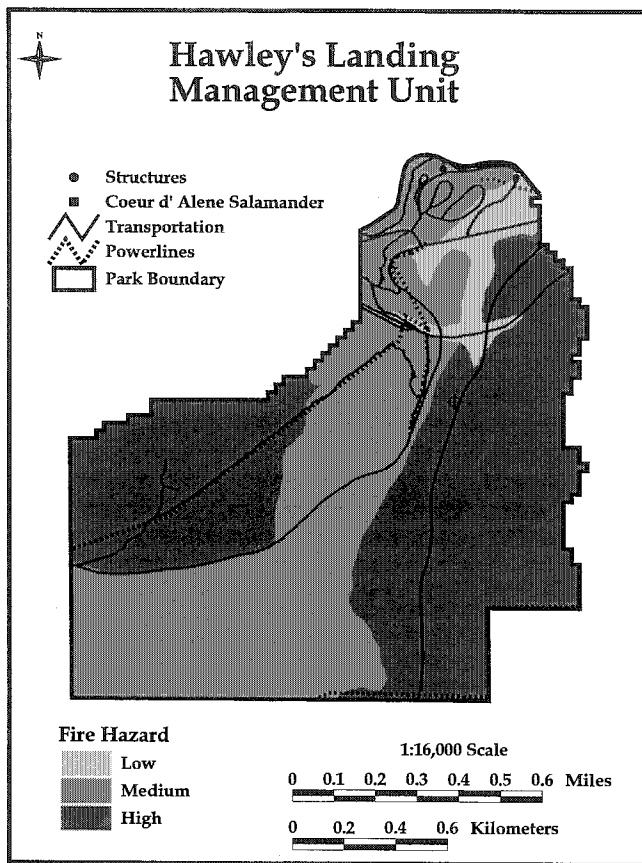 N
Hawley's Landing
Management Unit
Structures
Coeur d' Alene Salamander
Transportation
Powerlines
Park Boundary
Fire Hazard
Low
Medium
High
1:16,000 Scale
0 0.1 0.2 0.3 0.4 0.5 0.6 Miles
0 0.2 0.4 0.6 Kilometers